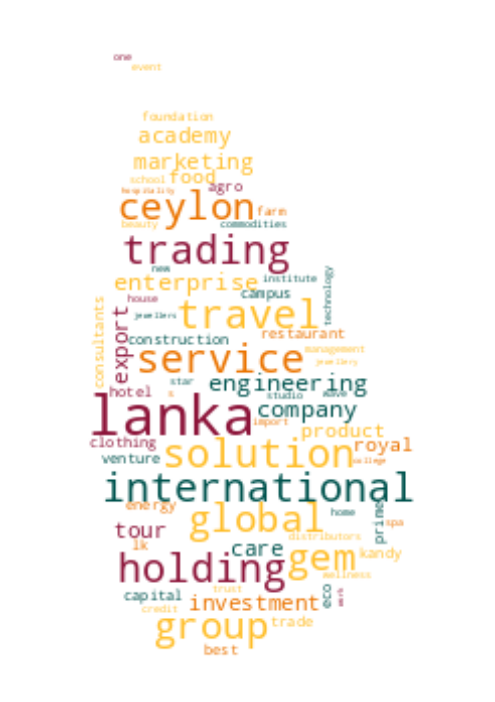 one
event
foundation
academy
marketing
school food
hospitality agro
ceylon farm
beauty commodities
trading
new
enterprise institute
campus technology
house
travel
jewellers
consultants export construction restaurant
service management
jewellery
star engineering
hotel s studio wave
lanka company
import product
clothing royal
solution
venture college
international
energy
global home prime spa
tour distributors
lk care kandy
holding gem
wellness
trust eco
capital investment
credit
group trade
best